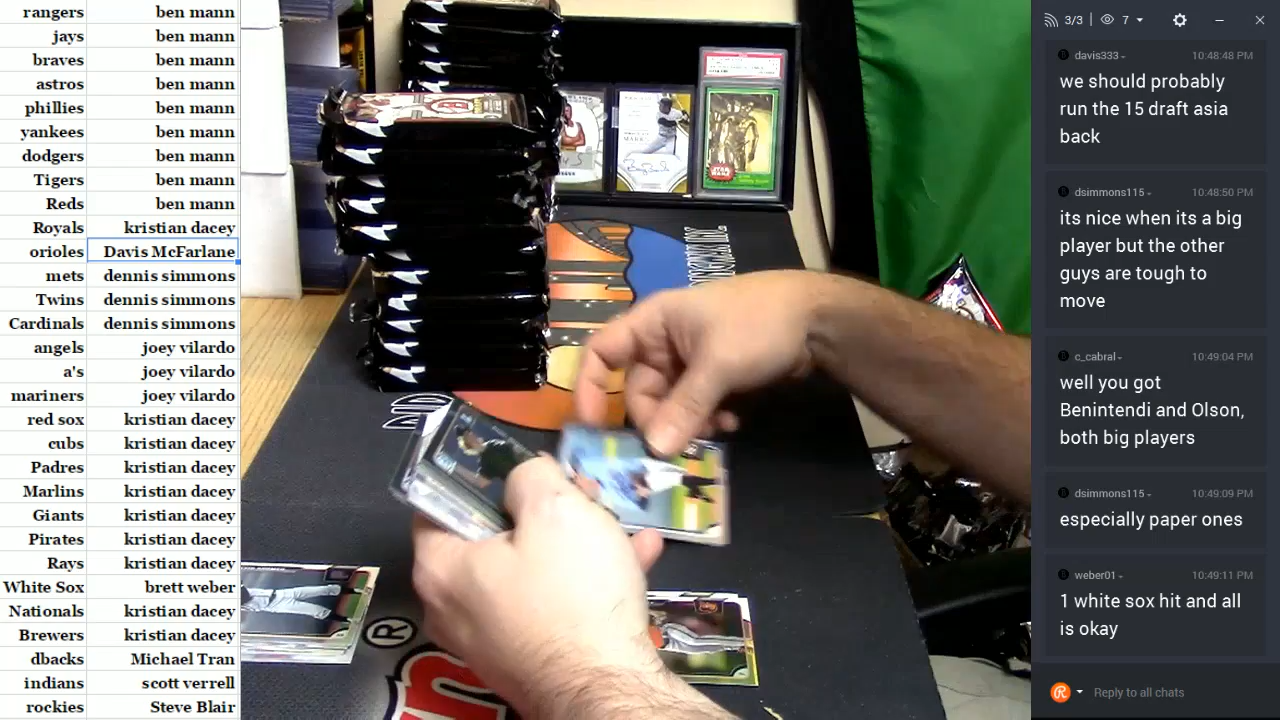 rangers ben mann
jays ben mann
braves ben mann
astros ben mann
phillies ben mann
yankees ben mann
dodgers ben mann
Tigers ben mann
Reds ben mann
Royals kristian dacey
orioles Davis McFarlane
mets dennis simmons
Twins dennis simmons
Cardinals dennis simmons
angels joey vilardo
a's joey vilardo
mariners joey vilardo
red sox kristian dacey
cubs kristian dacey
Padres kristian dacey
Marlins kristian dacey
Giants kristian dacey
Pirates kristian dacey
Rays kristian dacey
White Sox brett weber
Nationals kristian dacey
Brewers kristian dacey
dbacks Michael Tran
indians scott verrell
rockies Steve Blair
STAR
WARS
®
3/3 7
davis333 10:48:48 PM
we should probably
run the 15 draft asia
back
dsimmons115 10:48:50 PM
its nice when its a big
player but the other
guys are tough to
move
c_cabral 10:49:04 PM
well you got
Benintendi and Olson,
both big players
dsimmons115 10:49:09 PM
especially paper ones
weber01 10:49:11 PM
1 white sox hit and all
is okay
Reply to all chats